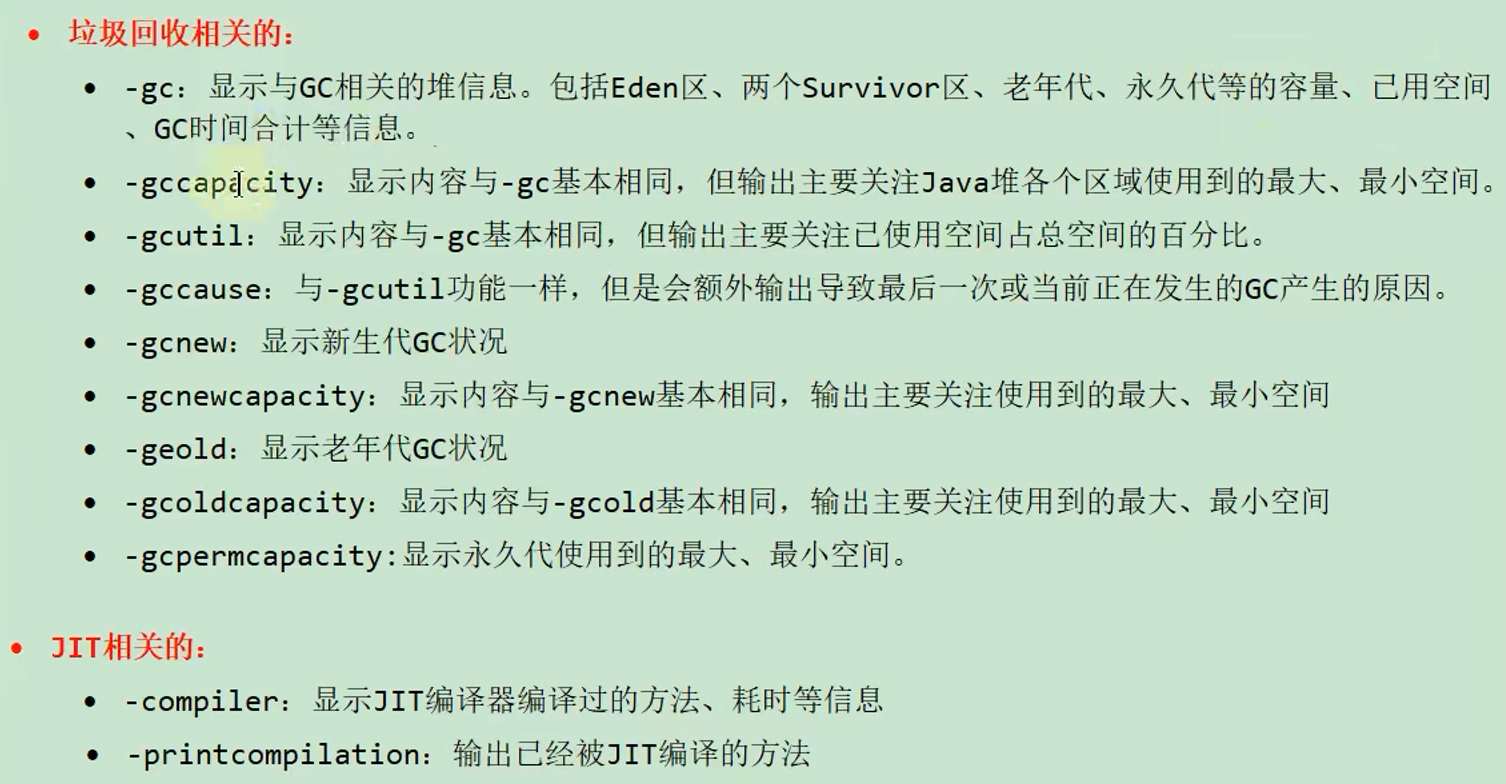 • 垃圾回收相关的：
• -gc：显示与GC相关的堆信息。包括Eden区、两个Survivor区、老年代、永久代等的容量、已用空间
、GC时间合计等信息。
• -gccapacity：显示内容与-gc基本相同，但输出主要关注Java堆各个区域使用到的最大、最小空间。
• -gcutil：显示内容与-gc基本相同，但输出主要关注已使用空间占总空间的百分比。
• -gccause：与-gcutil功能一样，但是会额外输出导致最后一次或当前正在发生的GC产生的原因。
• -gcnew：显示新生代GC状况
• -gcnewcapacity：显示内容与-gcnew基本相同，输出主要关注使用到的最大、最小空间
• -geold：显示老年代GC状况
• -gcoldcapacity：显示内容与-gcold基本相同，输出主要关注使用到的最大、最小空间
• -gcpermcapacity:显示永久代使用到的最大、最小空间。
• JIT相关的：
• -compiler：显示JIT编译器编译过的方法、耗时等信息
• -printcompilation：输出已经被JIT编译的方法